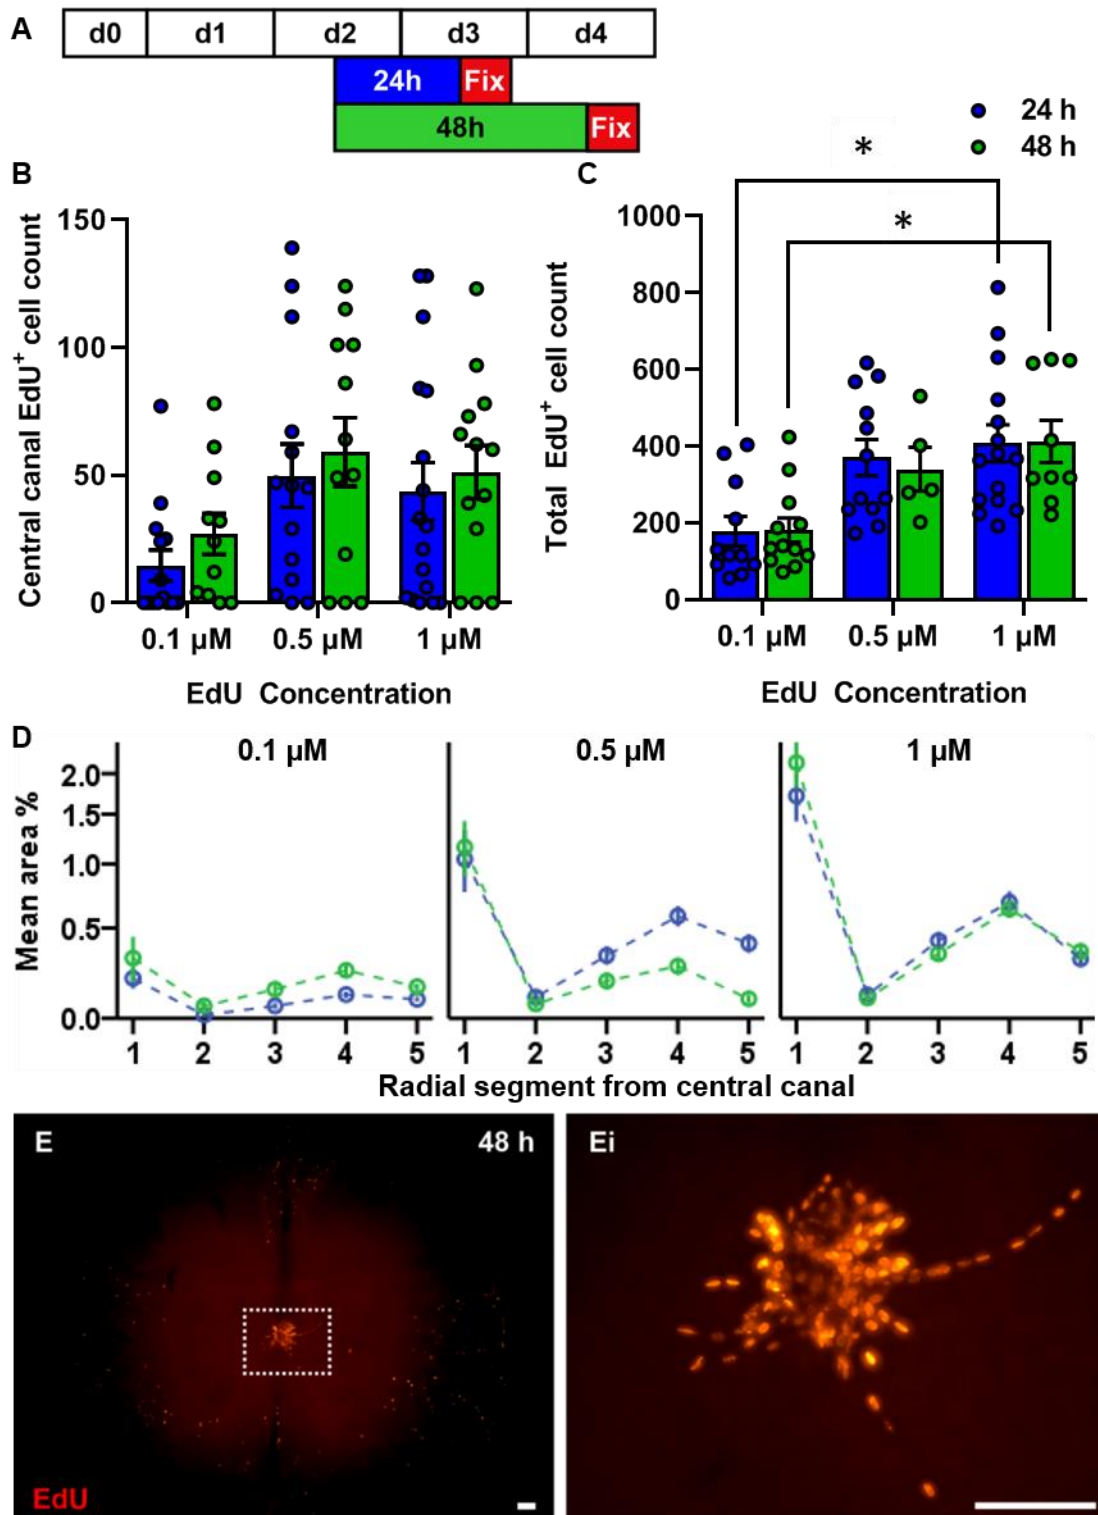 A
d0 d1 d2 d3 d4
24h Fix
48h Fix
24 h
48 h
B
Central canal EdU⁺ cell count
150
100
50
0
0.1 µM 0.5 µM 1 µM
EdU Concentration
C
Total EdU⁺ cell count
*
*
1000
800
600
400
200
0
0.1 µM 0.5 µM 1 µM
EdU Concentration
D
0.1 µM 0.5 µM 1 µM
Mean area %
2.0
1.5
1.0
0.5
0.0
1 2 3 4 5 1 2 3 4 5 1 2 3 4 5
Radial segment from central canal
E 48 h
EdU
Ei